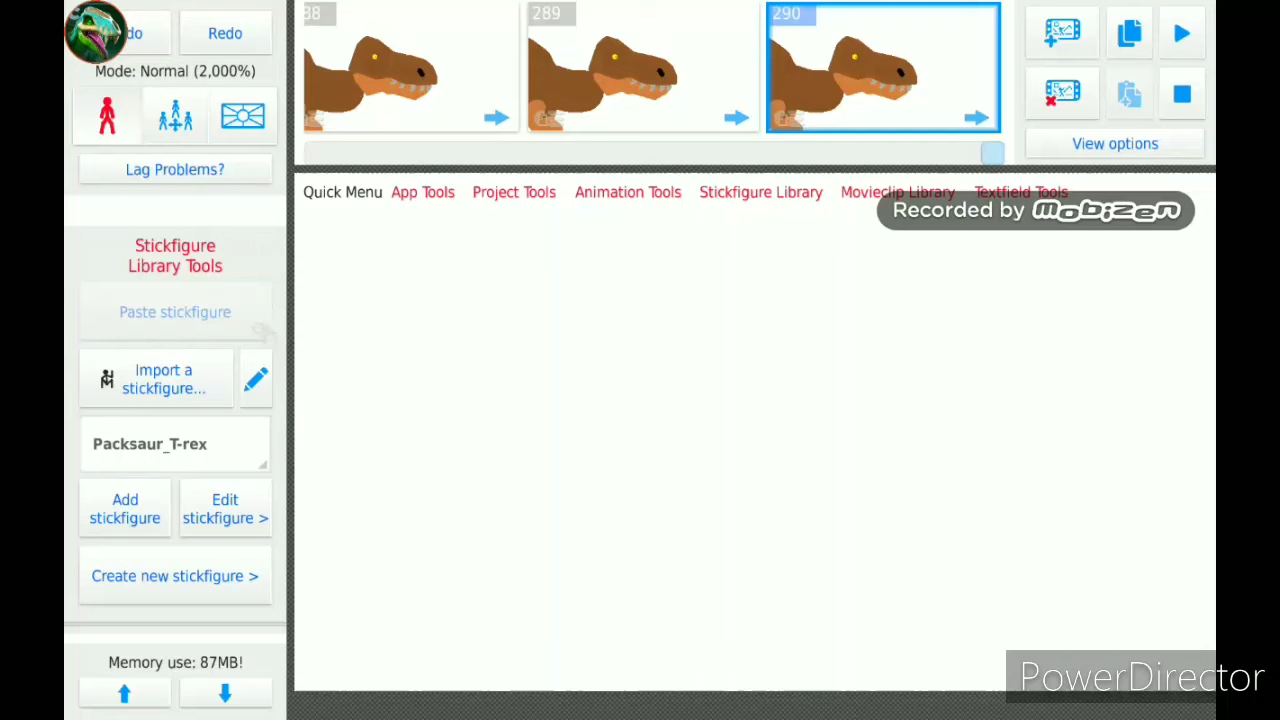 do
Redo
Mode: Normal (2,000%)
Lag Problems?
Stickfigure
Library Tools
Paste stickfigure
Import a
stickfigure...
Packsaur_T-rex
Add
stickfigure
Edit
stickfigure >
Create new stickfigure >
Memory use: 87MB!
88
289
290
View options
Quick Menu App Tools Project Tools Animation Tools Stickfigure Library Movieclip Library Textfield Tools
Recorded by mobizen
PowerDirector